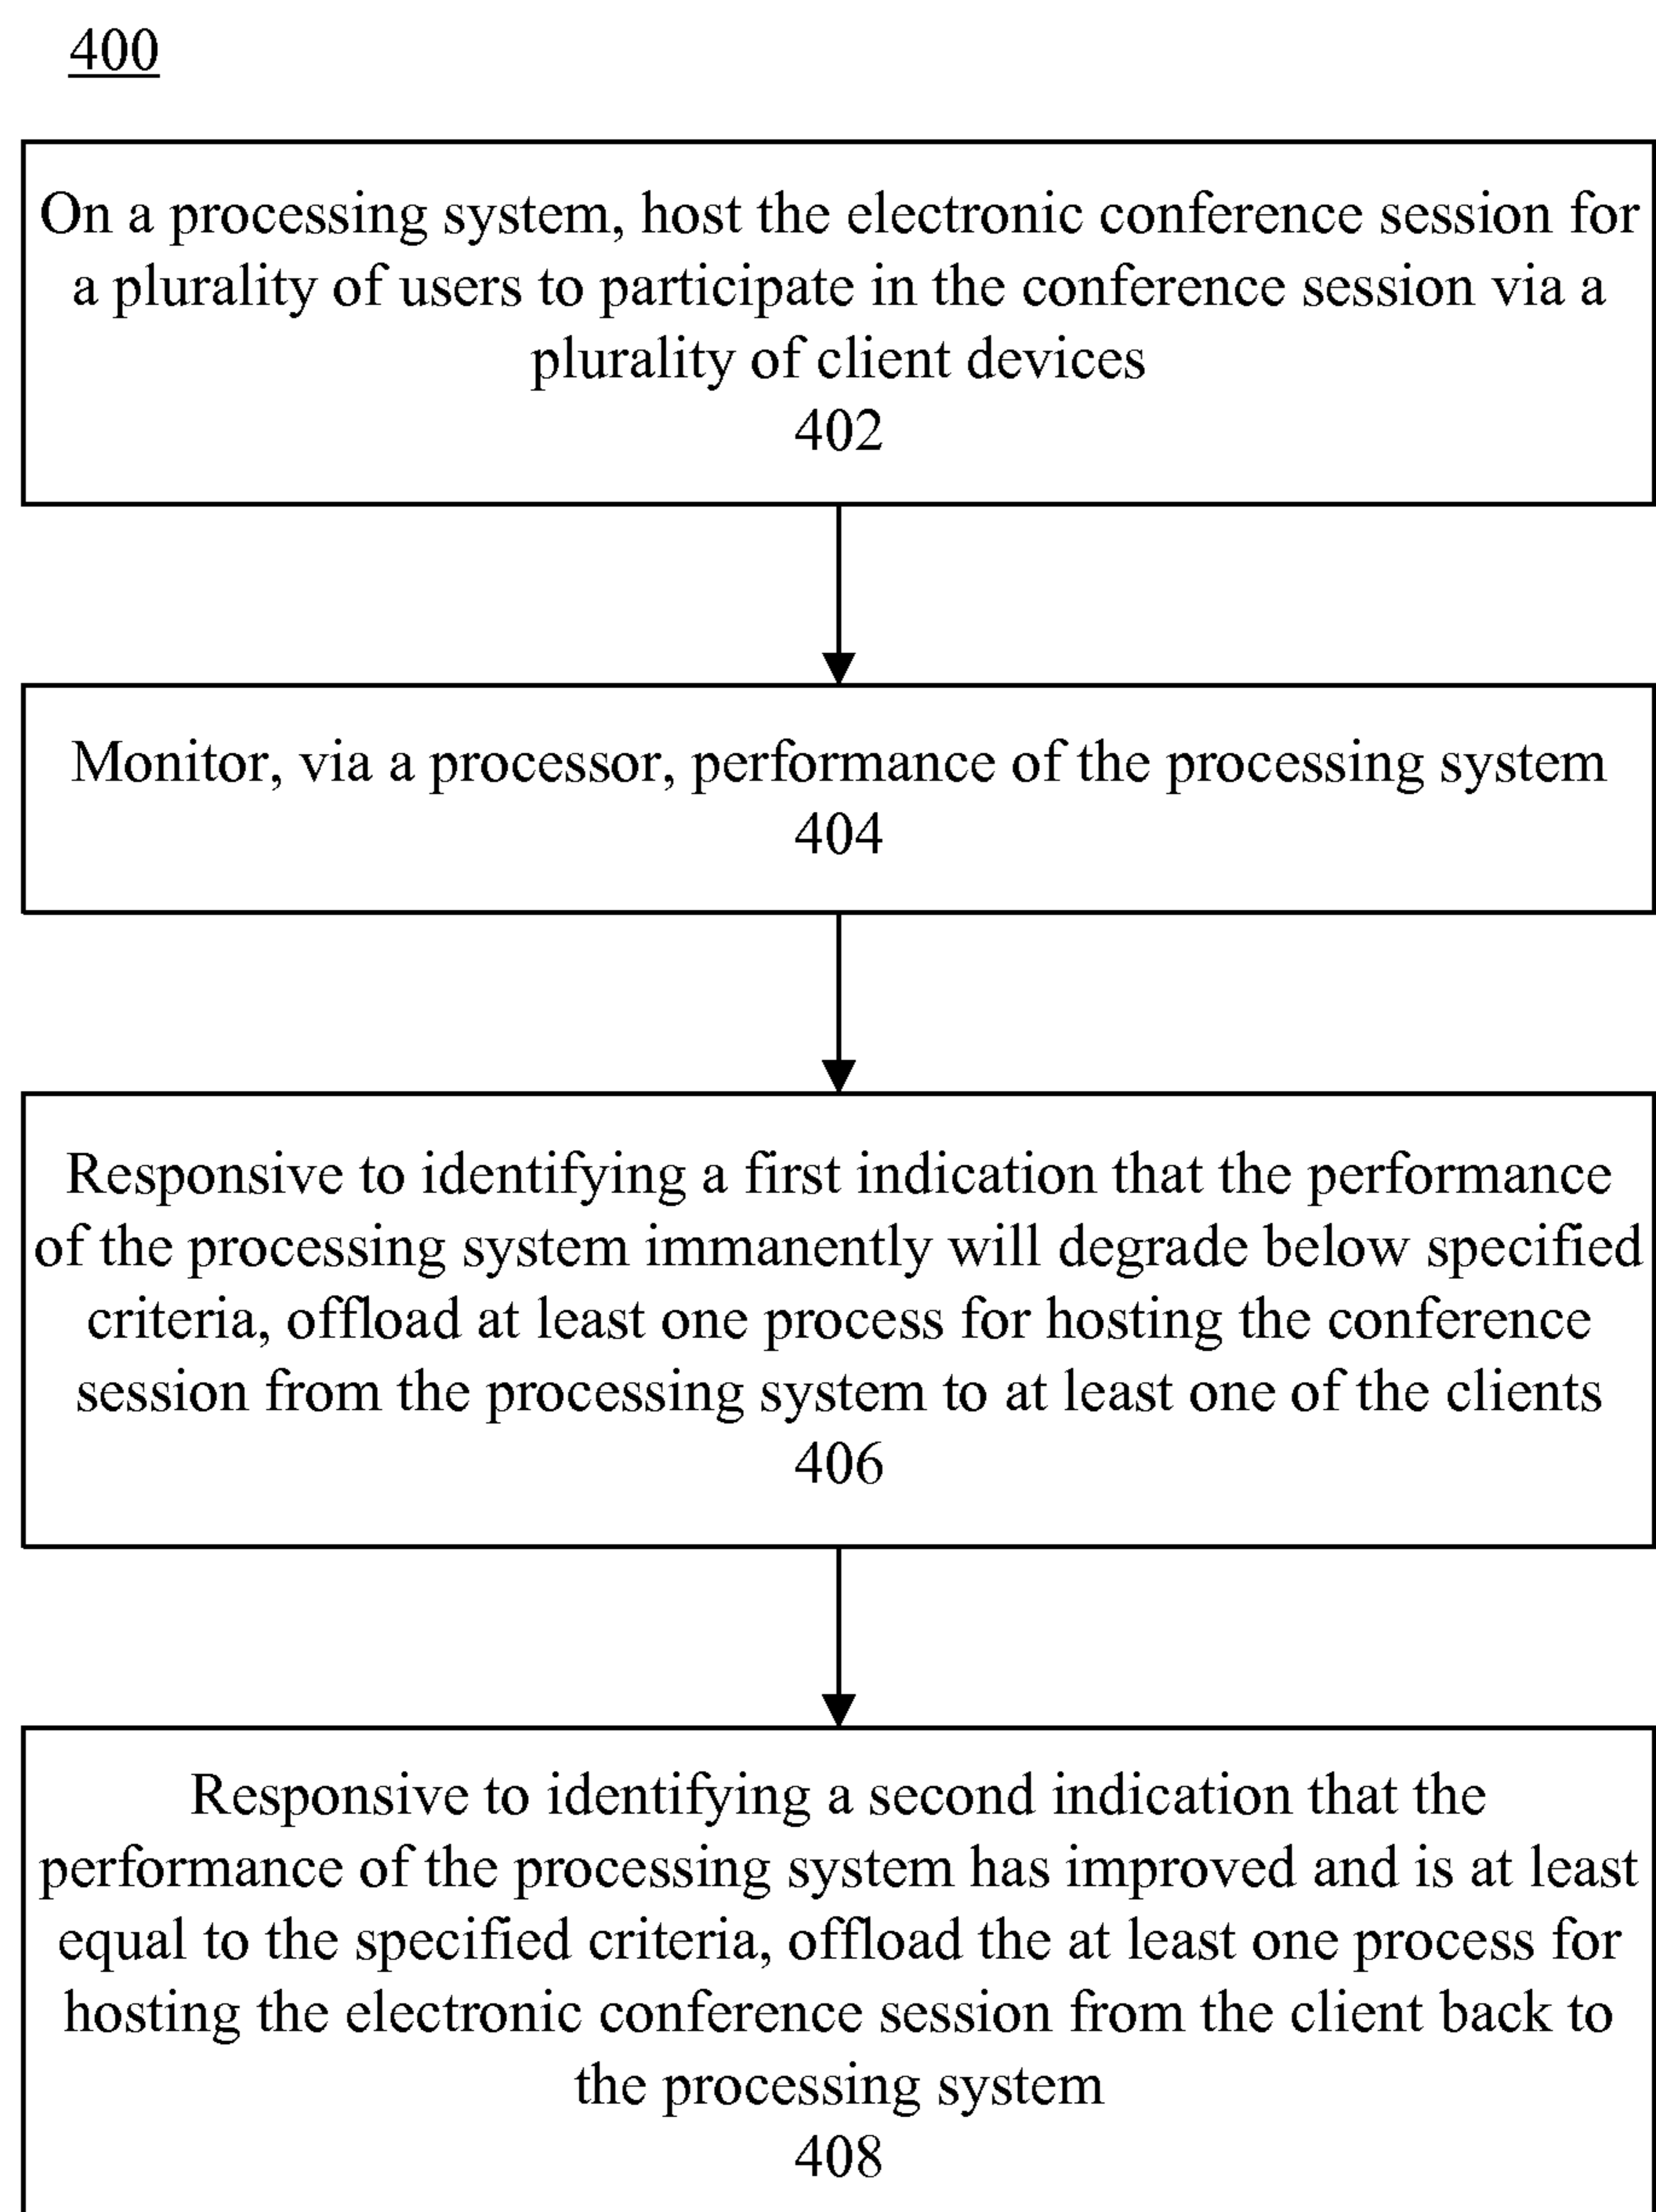 400
On a processing system, host the electronic conference session for
a plurality of users to participate in the conference session via a
plurality of client devices
402
Monitor, via a processor, performance of the processing system
404
Responsive to identifying a first indication that the performance
of the processing system immanently will degrade below specified
criteria, offload at least one process for hosting the conference
session from the processing system to at least one of the clients
406
Responsive to identifying a second indication that the
performance of the processing system has improved and is at least
equal to the specified criteria, offload the at least one process for
hosting the electronic conference session from the client back to
the processing system
408